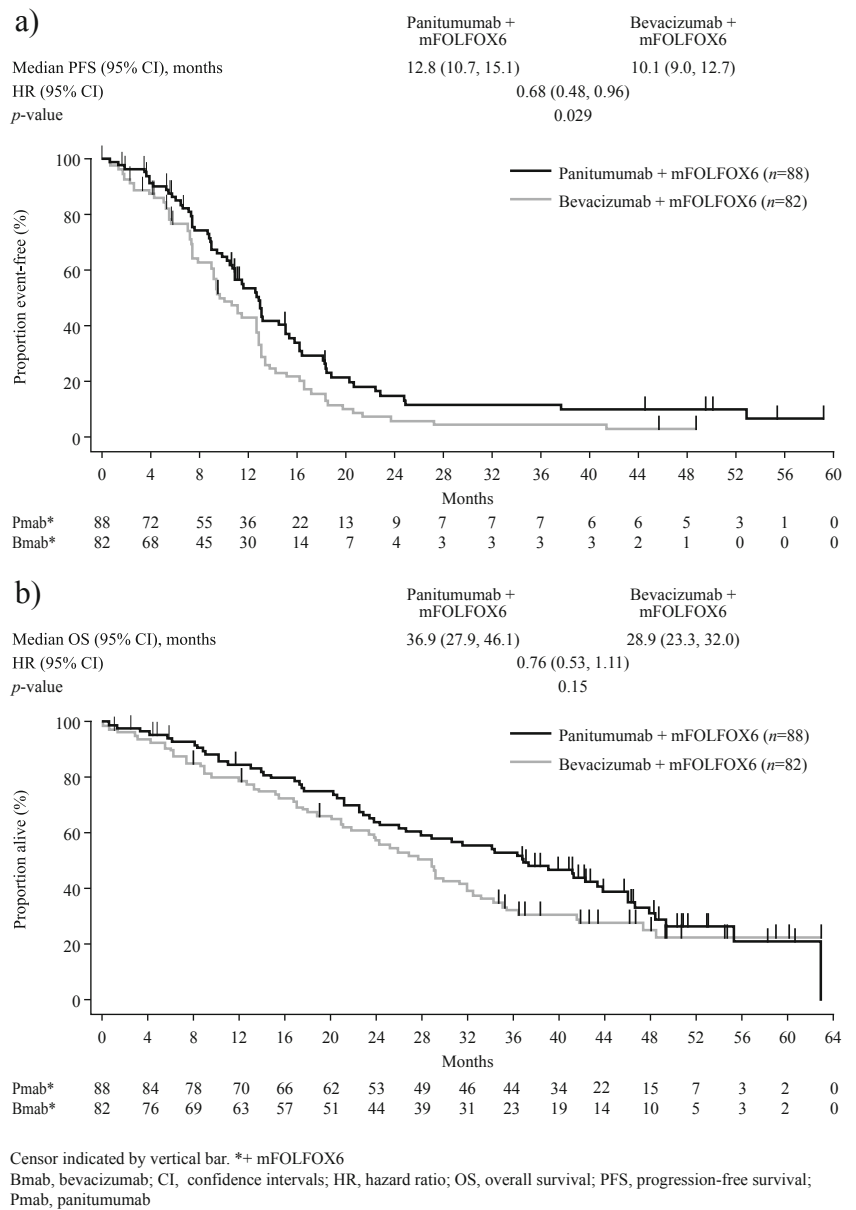 a)
Panitumumab + mFOLFOX6 Bevacizumab + mFOLFOX6
Median PFS (95% CI), months 12.8 (10.7, 15.1) 10.1 (9.0, 12.7)
HR (95% CI) 0.68 (0.48, 0.96)
p-value 0.029
Proportion event-free (%)
100
80
60
40
20
0
Panitumumab + mFOLFOX6 (n=88)
Bevacizumab + mFOLFOX6 (n=82)
0 4 8 12 16 20 24 28 32 36 40 44 48 52 56 60
Months
Pmab* 88 72 55 36 22 13 9 7 7 7 6 6 5 3 1 0
Bmab* 82 68 45 30 14 7 4 3 3 3 3 2 1 0 0 0
b)
Panitumumab + mFOLFOX6 Bevacizumab + mFOLFOX6
Median OS (95% CI), months 36.9 (27.9, 46.1) 28.9 (23.3, 32.0)
HR (95% CI) 0.76 (0.53, 1.11)
p-value 0.15
Proportion alive (%)
100
80
60
40
20
0
Panitumumab + mFOLFOX6 (n=88)
Bevacizumab + mFOLFOX6 (n=82)
0 4 8 12 16 20 24 28 32 36 40 44 48 52 56 60 64
Months
Pmab* 88 84 78 70 66 62 53 49 46 44 34 22 15 7 3 2 0
Bmab* 82 76 69 63 57 51 44 39 31 23 19 14 10 5 3 2 0
Censor indicated by vertical bar. *+ mFOLFOX6
Bmab, bevacizumab; CI, confidence intervals; HR, hazard ratio; OS, overall survival; PFS, progression-free survival;
Pmab, panitumumab